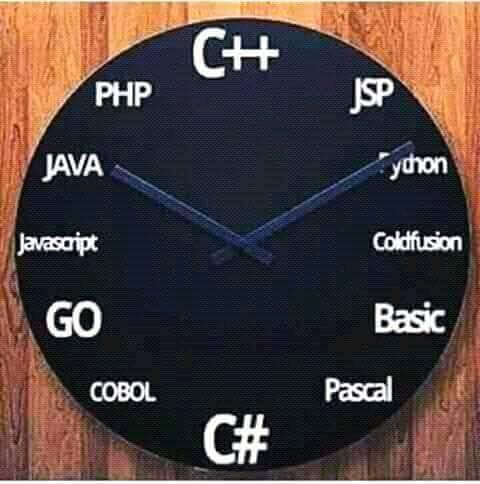 C++
PHP
JSP
JAVA
Python
Javascript
Coldfusion
GO
Basic
COBOL
Pascal
C#